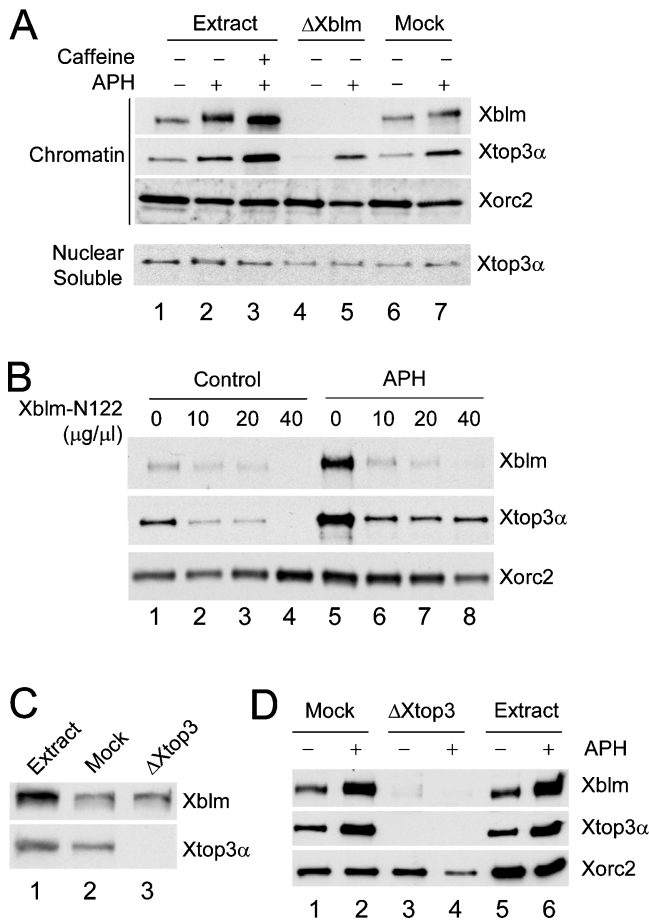 A
Extract ΔXblm Mock
Caffeine – – + – – – –
APH – + + – + – +
Chromatin
Xblm
Xtop3α
Xorc2
Nuclear Soluble
Xtop3α
1 2 3 4 5 6 7
B
Control APH
Xblm-N122 (μg/μl)
0 10 20 40 0 10 20 40
Xblm
Xtop3α
Xorc2
1 2 3 4 5 6 7 8
C
Extract Mock ΔXtop3
Xblm
Xtop3α
1 2 3
D
Mock ΔXtop3 Extract
– + – + – + APH
Xblm
Xtop3α
Xorc2
1 2 3 4 5 6